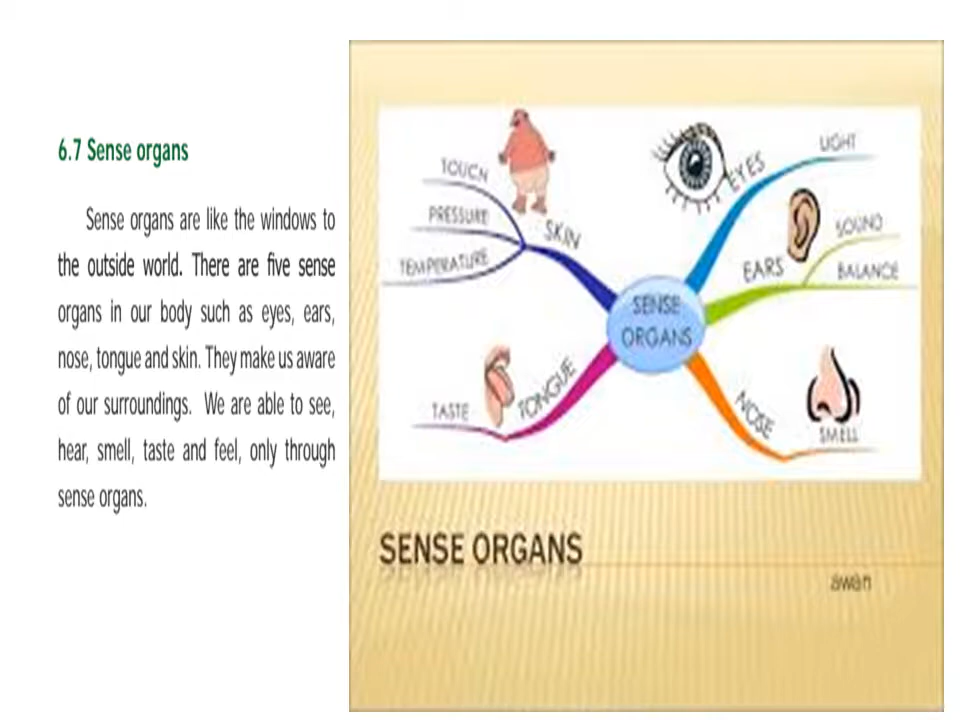 6.7 Sense organs
Sense organs are like the windows to
the outside world. There are five sense
organs in our body such as eyes, ears,
nose, tongue and skin. They make us aware
of our surroundings. We are able to see,
hear, smell, taste and feel, only through
sense organs.
TOUCH
PRESSURE
TEMPERATURE
SKIN
EYES
LIGHT
EARS
SOUND
BALANCE
SENSE
ORGANS
TASTE
TONGUE
NOSE
SMELL
SENSE ORGANS
awan